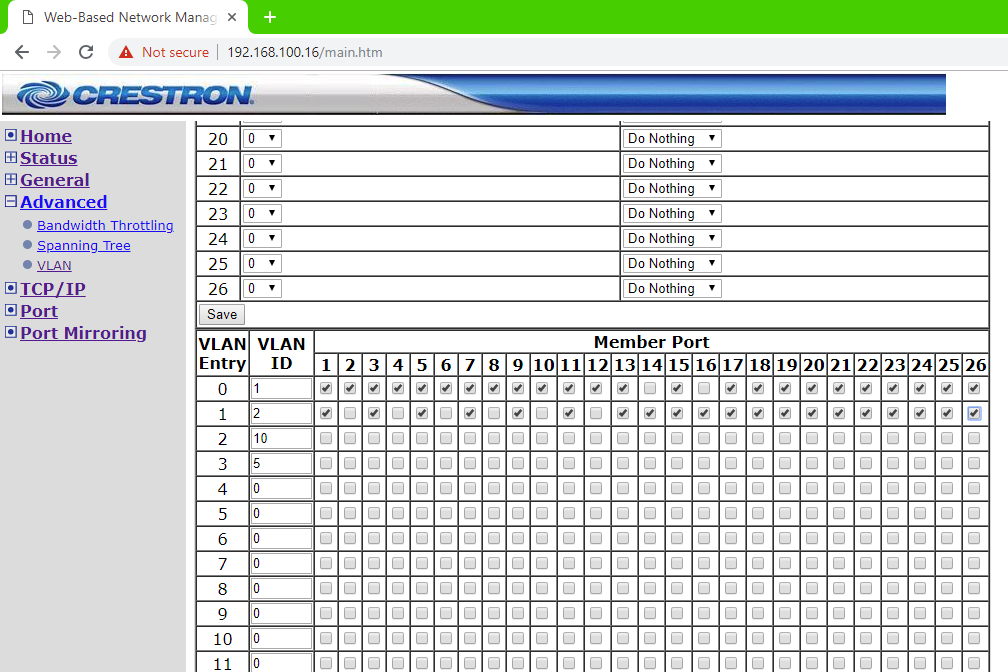 Web-Based Network Manag
Not secure | 192.168.100.16/main.htm
CRESTRON
Home
Status
General
Advanced
Bandwidth Throttling
Spanning Tree
VLAN
TCP/IP
Port
Port Mirroring
20 0 Do Nothing
21 0 Do Nothing
22 0 Do Nothing
23 0 Do Nothing
24 0 Do Nothing
25 0 Do Nothing
26 0 Do Nothing
Save
VLAN Entry VLAN ID Member Port
1 2 3 4 5 6 7 8 9 10 11 12 13 14 15 16 17 18 19 20 21 22 23 24 25 26
0 1
1 2
2 10
3 5
4 0
5 0
6 0
7 0
8 0
9 0
10 0
11 0